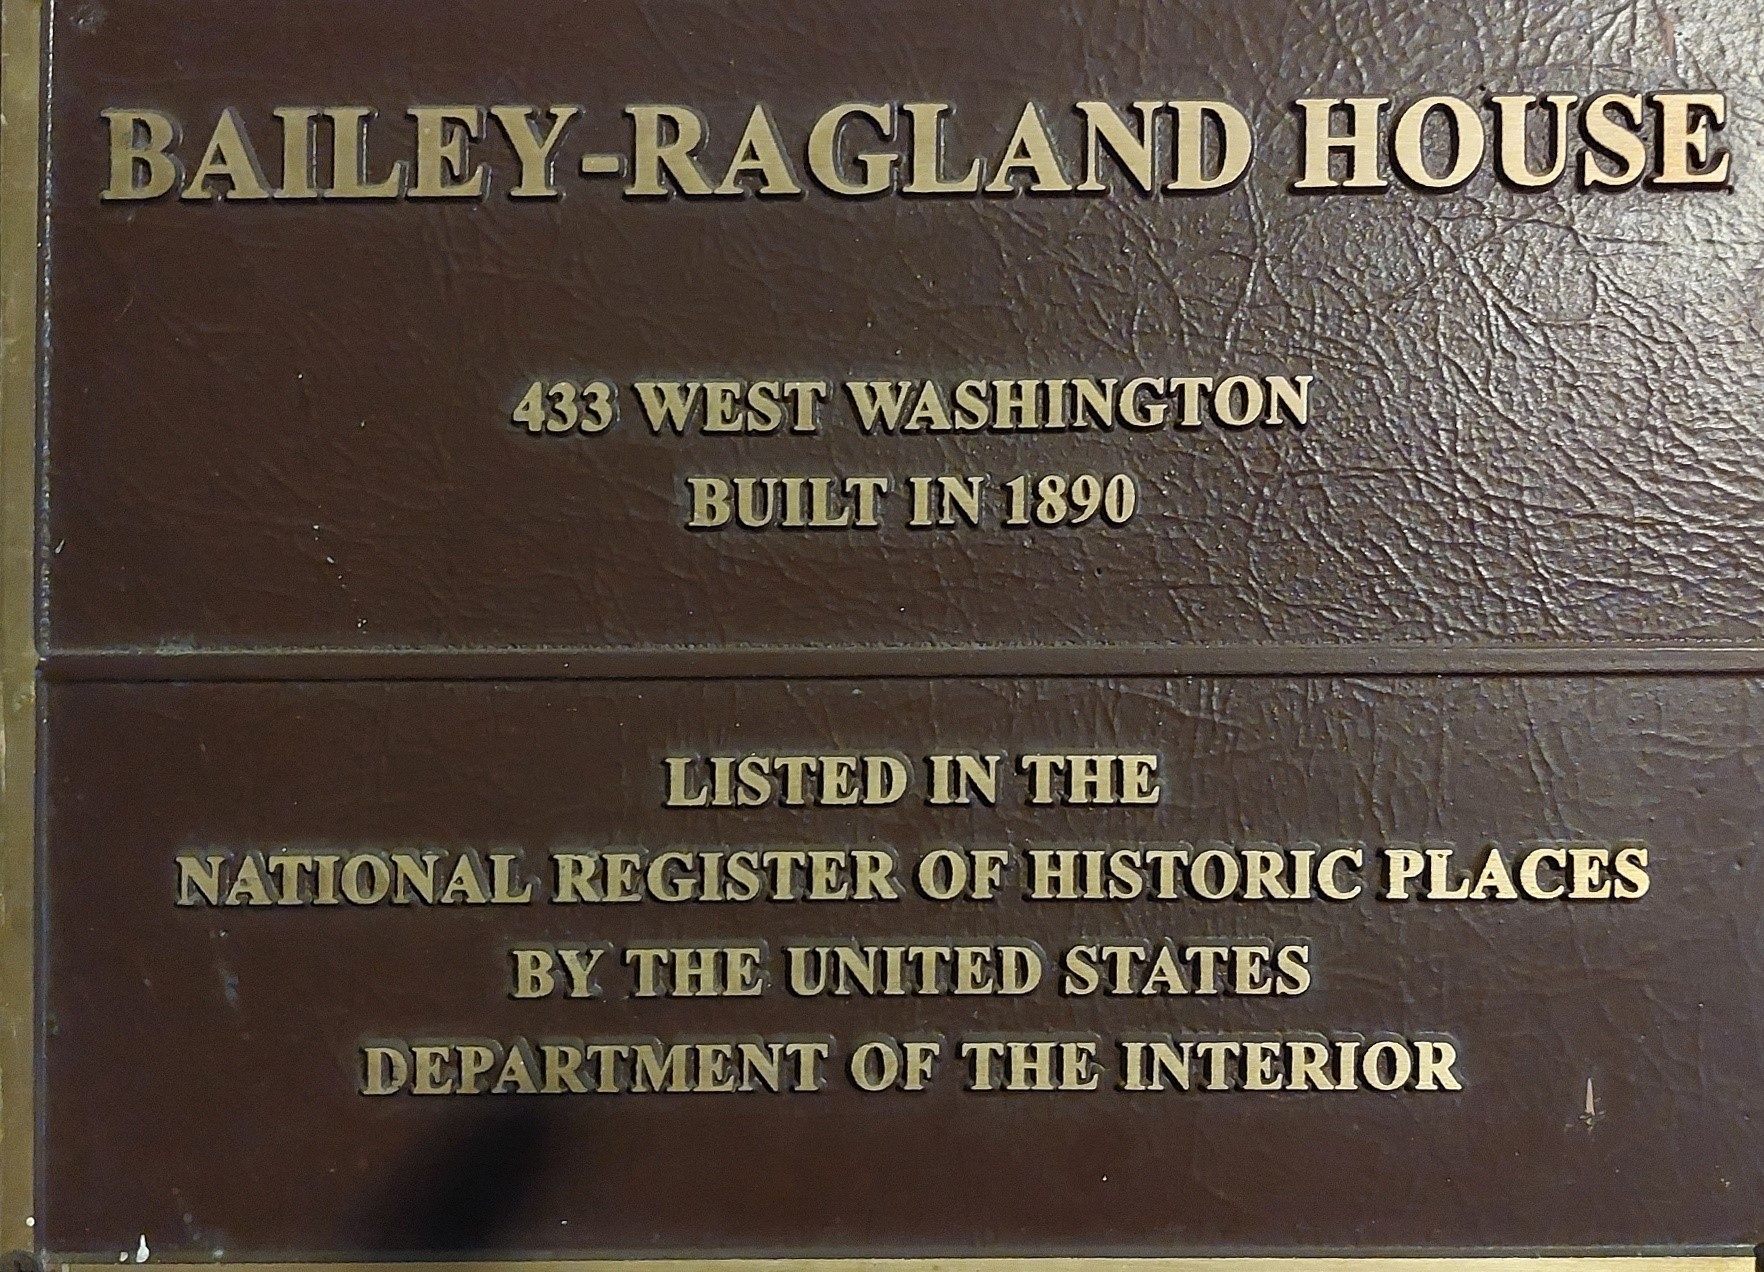 BAILEY-RAGLAND HOUSE
433 WEST WASHINGTON
BUILT IN 1890
LISTED IN THE
NATIONAL REGISTER OF HISTORIC PLACES
BY THE UNITED STATES
DEPARTMENT OF THE INTERIOR